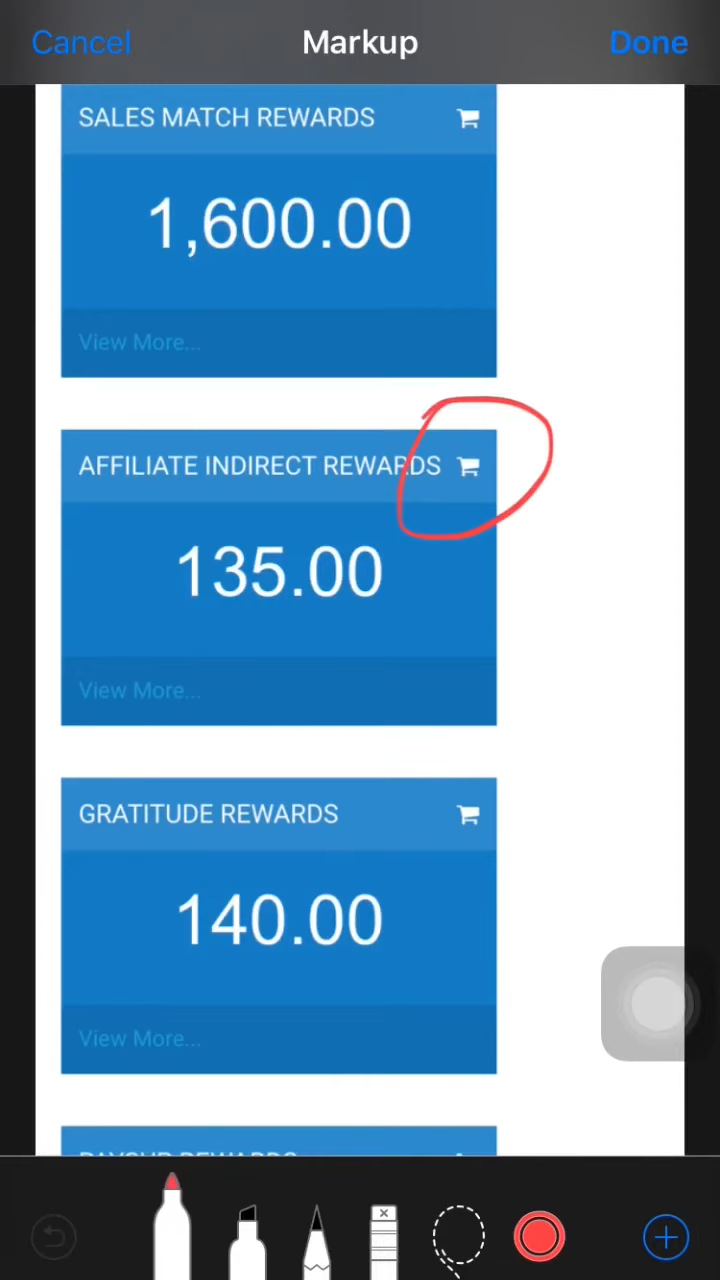 Cancel Markup Done
SALES MATCH REWARDS
1,600.00
View More...
AFFILIATE INDIRECT REWARDS
135.00
View More...
GRATITUDE REWARDS
140.00
View More...